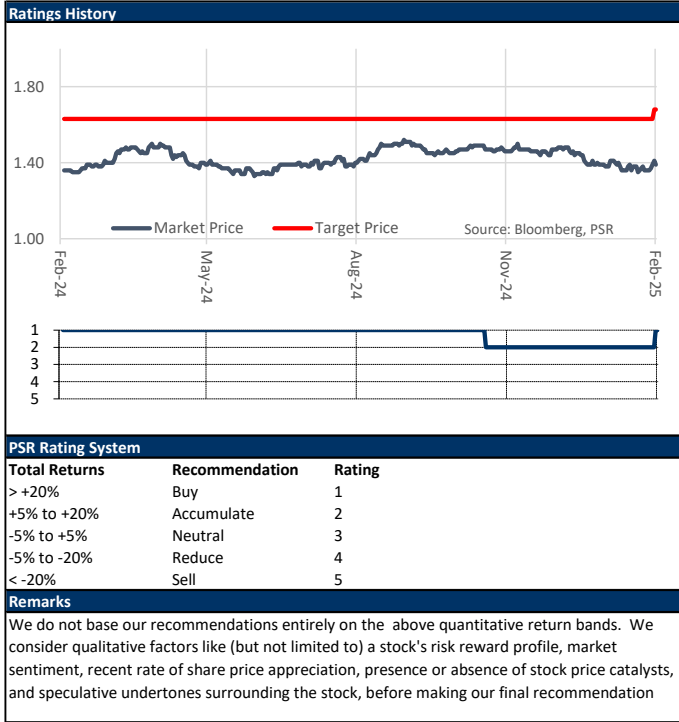 Ratings History
1.80
1.40
1.00
Market Price
Target Price
Source: Bloomberg, PSR
Feb-24
May-24
Aug-24
Nov-24
Feb-25
1
2
3
4
5
PSR Rating System
Total Returns Recommendation Rating
> +20% Buy 1
+5% to +20% Accumulate 2
-5% to +5% Neutral 3
-5% to -20% Reduce 4
< -20% Sell 5
Remarks
We do not base our recommendations entirely on the above quantitative return bands. We
consider qualitative factors like (but not limited to) a stock's risk reward profile, market
sentiment, recent rate of share price appreciation, presence or absence of stock price catalysts,
and speculative undertones surrounding the stock, before making our final recommendation